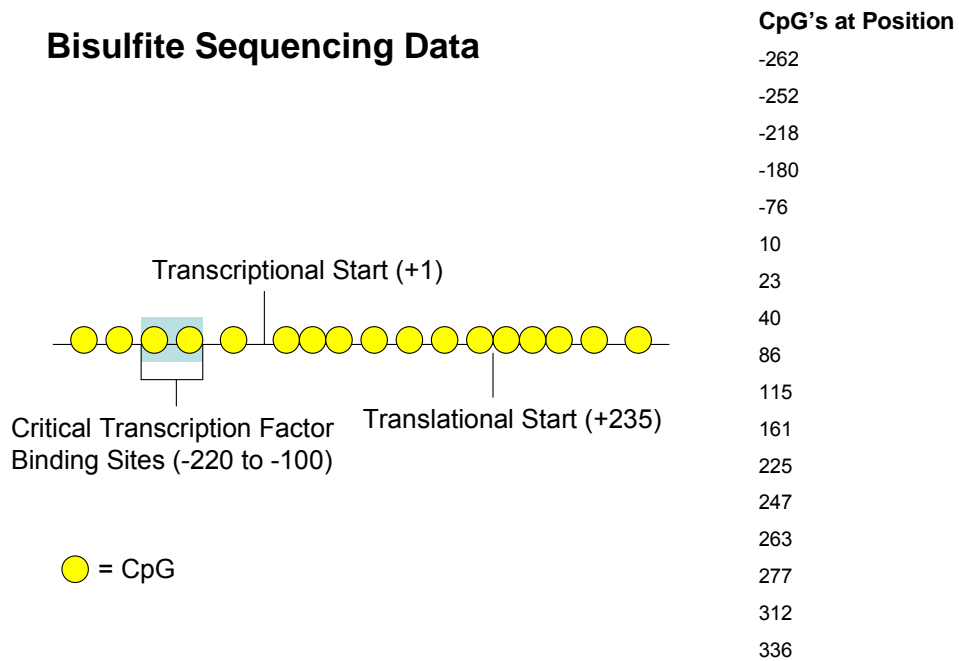 Bisulfite Sequencing Data
Transcriptional Start (+1)
Critical Transcription Factor
Binding Sites (-220 to -100)
Translational Start (+235)
= CpG
CpG's at Position
-262
-252
-218
-180
-76
10
23
40
86
115
161
225
247
263
277
312
336